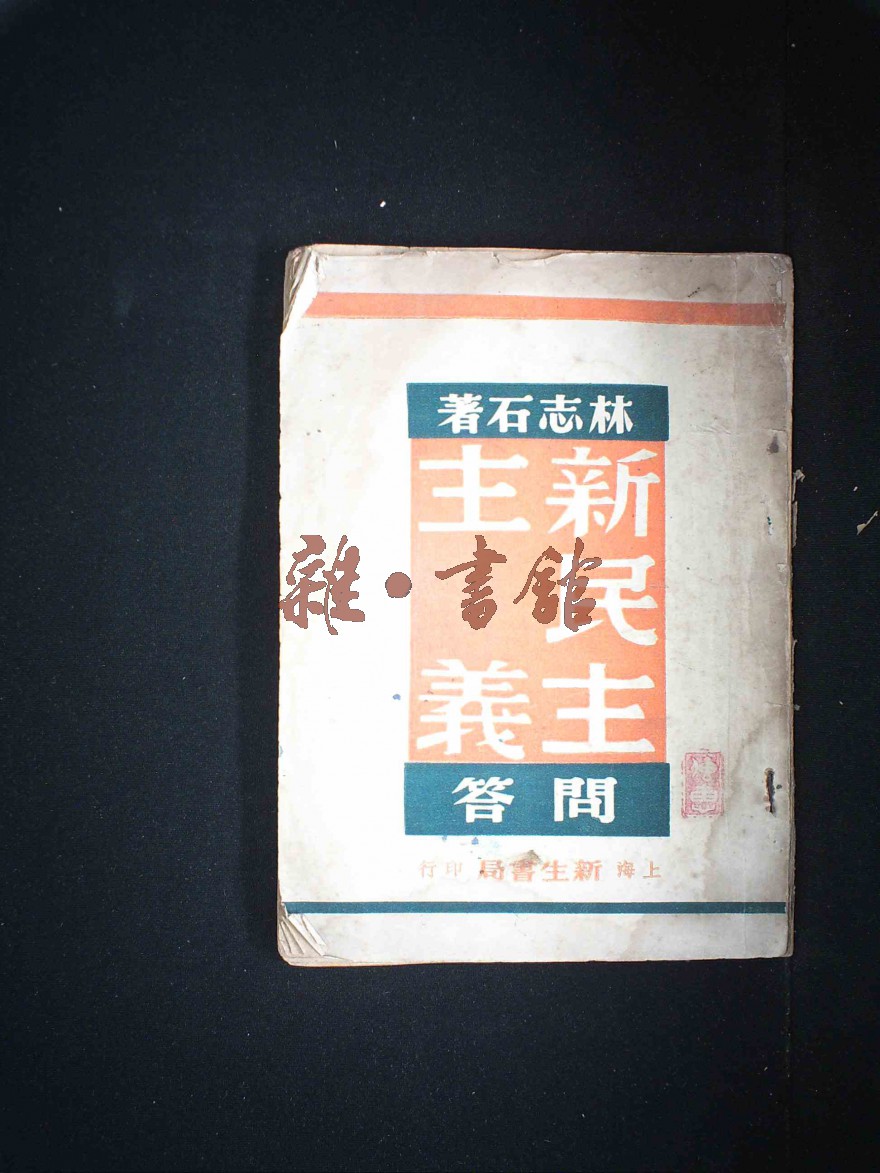 林志石著
新民主
主義
問答
上海 新生書局 印行
雜·書館